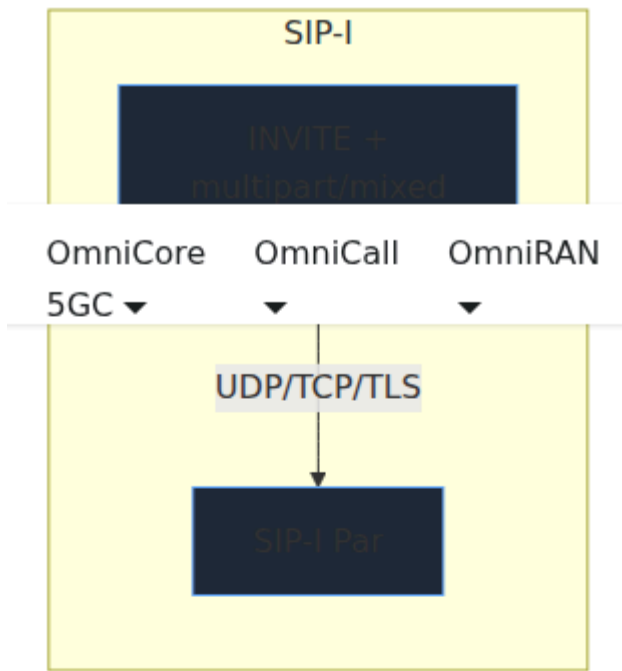 SIP-I
INVITE +
multipart/mixed
OmniCore OmniCall OmniRAN
5GC
UDP/TCP/TLS
SIP-I Par